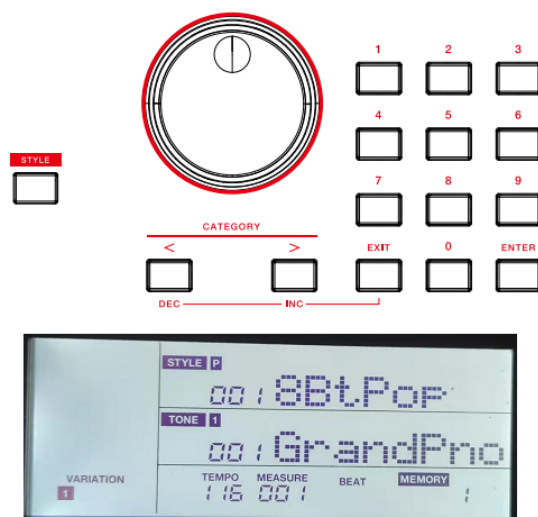 1 2 3
4 5 6
STYLE
7 8 9
CATEGORY
< > EXIT 0 ENTER
DEC INC
STYLE P
001 8BtPop
TONE 1
001 GrandPno
VARIATION TEMPO MEASURE BEAT MEMORY
1 116 001 1